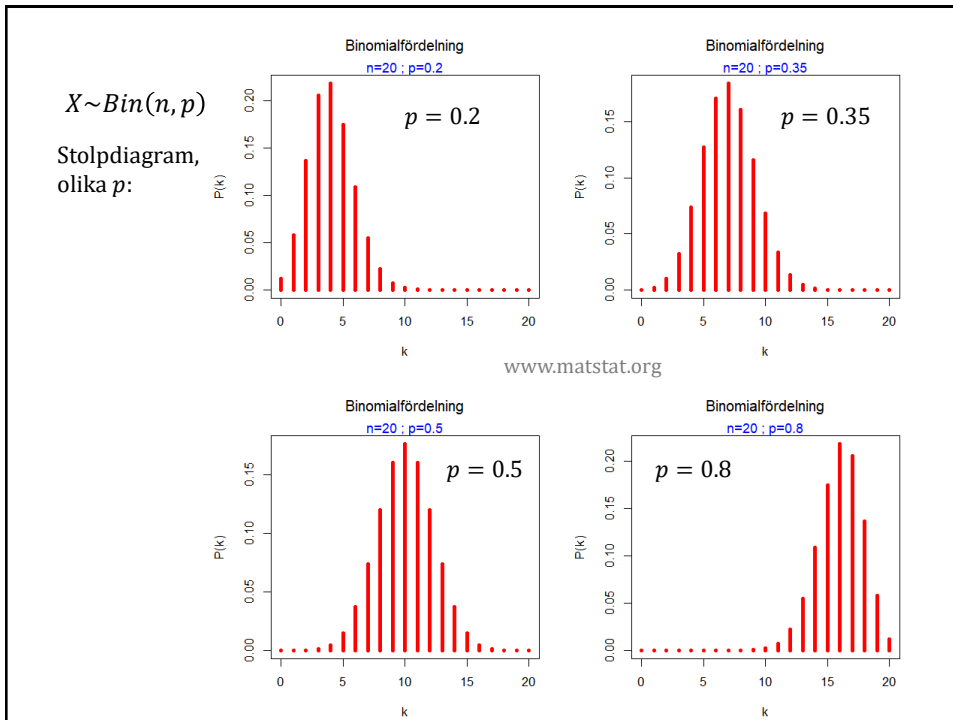 X~Bin(n, p)
Stolpdiagram,
olika p:
Binomialfördelning
n=20 ; p=0.2
p = 0.2
P(k)
0.00 0.05 0.10 0.15 0.20
0 5 10 15 20
k
Binomialfördelning
n=20 ; p=0.35
p = 0.35
P(k)
0.00 0.05 0.10 0.15
0 5 10 15 20
k
www.matstat.org
Binomialfördelning
n=20 ; p=0.5
p = 0.5
P(k)
0.00 0.05 0.10 0.15
0 5 10 15 20
k
Binomialfördelning
n=20 ; p=0.8
p = 0.8
P(k)
0.00 0.05 0.10 0.15 0.20
0 5 10 15 20
k